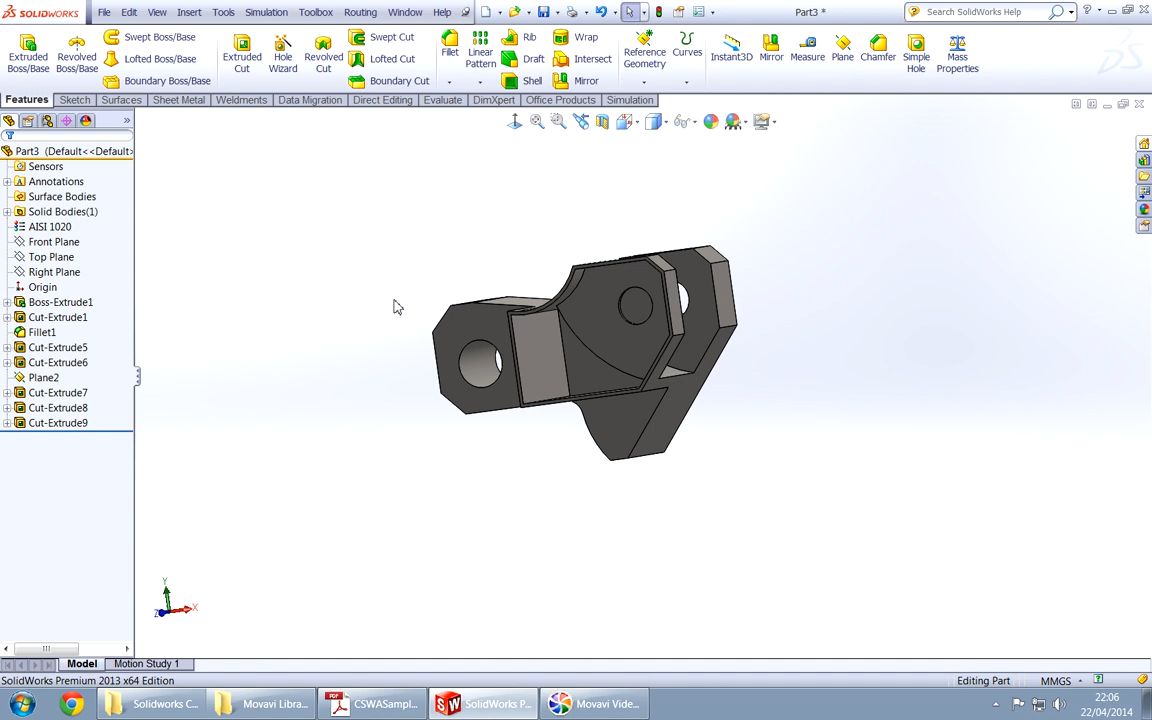 SOLIDWORKS File Edit View Insert Tools Simulation Toolbox Routing Window Help Part3 * Search SolidWorks Help
Extruded Boss/Base
Revolved Boss/Base
Swept Boss/Base
Lofted Boss/Base
Boundary Boss/Base
Extruded Cut
Hole Wizard
Revolved Cut
Swept Cut
Lofted Cut
Boundary Cut
Fillet
Linear Pattern
Rib
Draft
Shell
Wrap
Intersect
Mirror
Reference Geometry
Curves
Instant3D
Mirror
Measure
Plane
Chamfer
Simple Hole
Mass Properties
Features Sketch Surfaces Sheet Metal Weldments Data Migration Direct Editing Evaluate DimXpert Office Products Simulation
Part3 (Default<<Default>
Sensors
Annotations
Surface Bodies
Solid Bodies(1)
AISI 1020
Front Plane
Top Plane
Right Plane
Origin
Boss-Extrude1
Cut-Extrude1
Fillet1
Cut-Extrude5
Cut-Extrude6
Plane2
Cut-Extrude7
Cut-Extrude8
Cut-Extrude9
Y
X
Z
Model Motion Study 1
SolidWorks Premium 2013 x64 Edition Editing Part MMGS
Solidworks C... Movavi Libra... CSWASampl... SolidWorks P... Movavi Vide...
22:06
22/04/2014